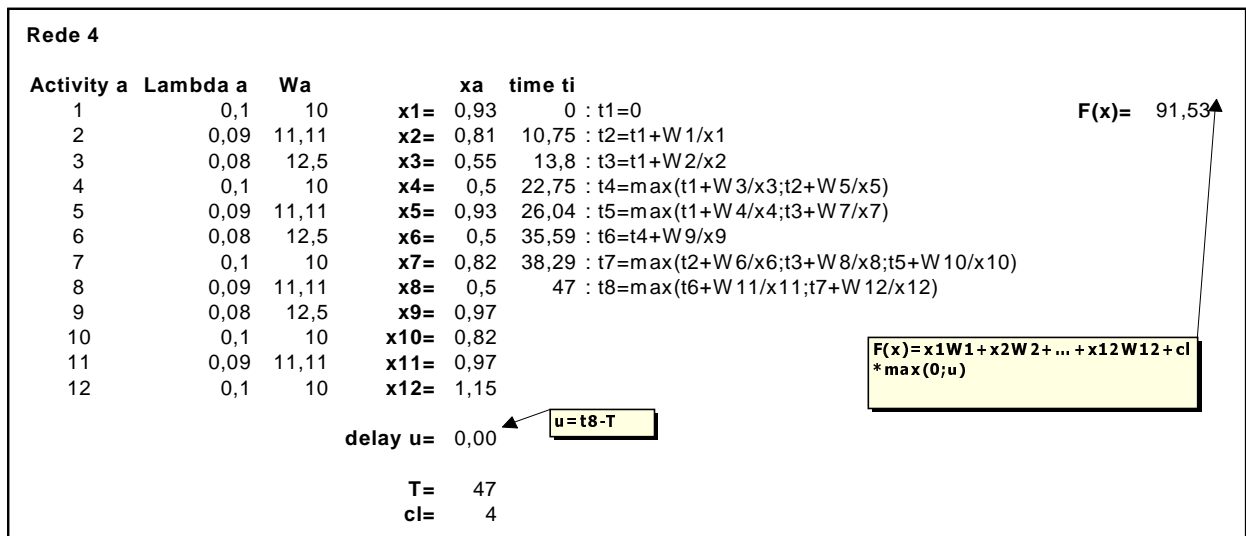 Rede 4
Activity a Lambda a Wa xa time ti
1 0,1 10 x1= 0,93 0 : t1=0 F(x)= 91,53
2 0,09 11,11 x2= 0,81 10,75 : t2=t1+W1/x1
3 0,08 12,5 x3= 0,55 13,8 : t3=t1+W2/x2
4 0,1 10 x4= 0,5 22,75 : t4=max(t1+W3/x3;t2+W5/x5)
5 0,09 11,11 x5= 0,93 26,04 : t5=max(t1+W4/x4;t3+W7/x7)
6 0,08 12,5 x6= 0,5 35,59 : t6=t4+W9/x9
7 0,1 10 x7= 0,82 38,29 : t7=max(t2+W6/x6;t3+W8/x8;t5+W10/x10)
8 0,09 11,11 x8= 0,5 47 : t8=max(t6+W11/x11;t7+W12/x12)
9 0,08 12,5 x9= 0,97
10 0,1 10 x10= 0,82
11 0,09 11,11 x11= 0,97
12 0,1 10 x12= 1,15
F(x)=x1W1+x2W2+...+x12W12+cl
*max(0;u)
delay u= 0,00
u=t8-T
T= 47
cl= 4